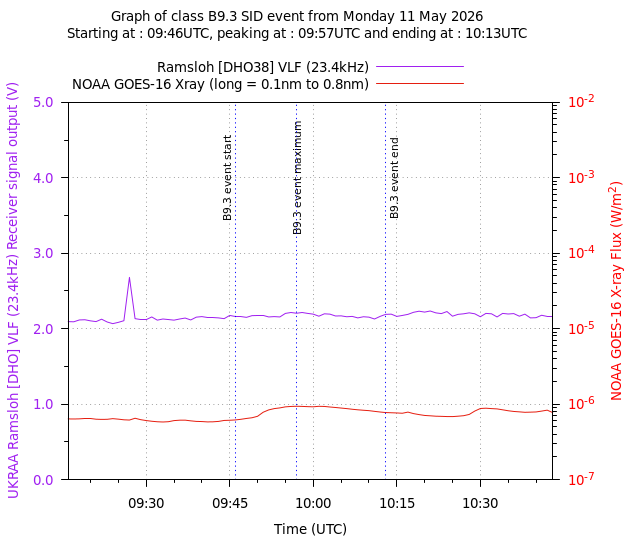 Graph of class B9.3 SID event from Monday 11 May 2026
Starting at : 09:46UTC, peaking at : 09:57UTC and ending at : 10:13UTC
Ramsloh [DHO38] VLF (23.4kHz)
NOAA GOES-16 Xray (long = 0.1nm to 0.8nm)
UKRAA Ramsloh [DHO] VLF (23.4kHz) Receiver signal output (V)
5.0
4.0
3.0
2.0
1.0
0.0
B9.3 event start
B9.3 event maximum
B9.3 event end
10^-2
10^-3
10^-4
10^-5
10^-6
10^-7
NOAA GOES-16 X-ray Flux (W/m²)
09:30 09:45 10:00 10:15 10:30
Time (UTC)